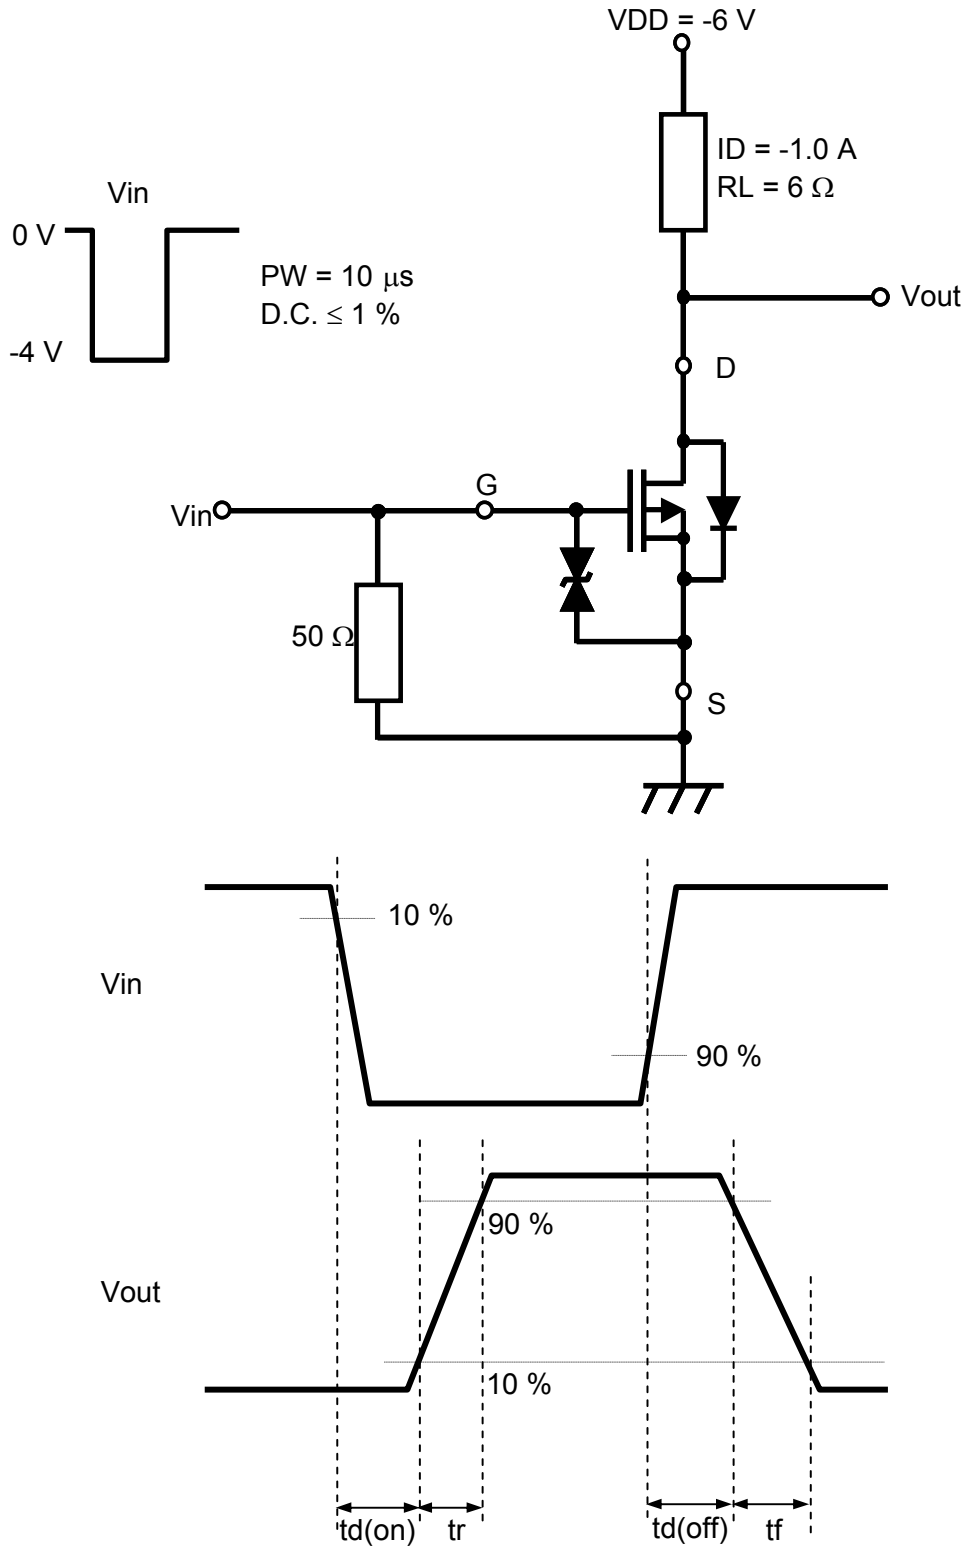 VDD = -6 V
ID = -1.0 A
RL = 6 Ω
Vin
0 V
PW = 10 μs
D.C. ≤ 1 %
-4 V
Vout
D
G
Vin
50 Ω
S
10 %
Vin
90 %
90 %
Vout
10 %
td(on)
tr
td(off)
tf